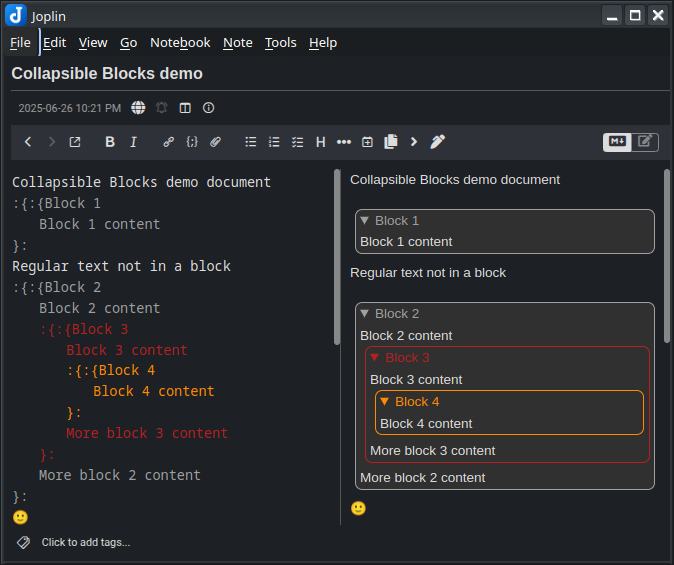 Joplin
File Edit View Go Notebook Note Tools Help
Collapsible Blocks demo
2025-06-26 10:21 PM
B I {;} H M↓
Collapsible Blocks demo document
:{:{Block 1
Block 1 content
}:
Regular text not in a block
:{:{Block 2
Block 2 content
:{:{Block 3
Block 3 content
:{:{Block 4
Block 4 content
}:
More block 3 content
}:
More block 2 content
}:
🙂
Collapsible Blocks demo document
▼ Block 1
Block 1 content
Regular text not in a block
▼ Block 2
Block 2 content
▼ Block 3
Block 3 content
▼ Block 4
Block 4 content
More block 3 content
More block 2 content
🙂
Click to add tags...